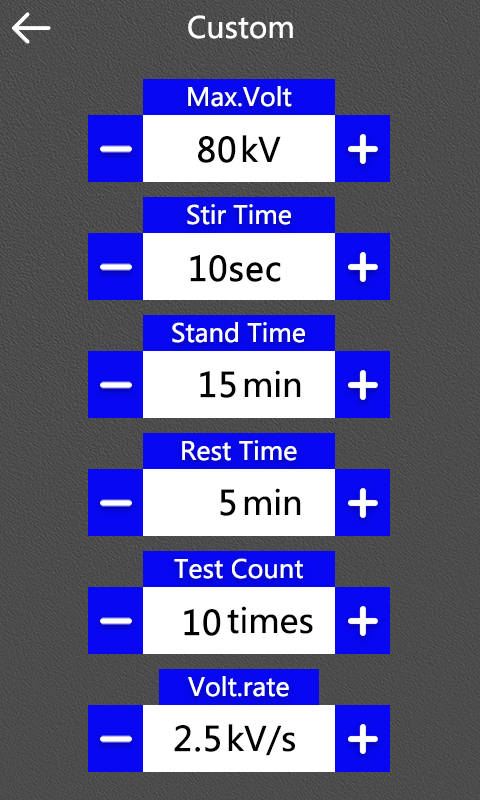 Custom
Max.Volt
80kV
Stir Time
10sec
Stand Time
15min
Rest Time
5min
Test Count
10times
Volt.rate
2.5kV/s